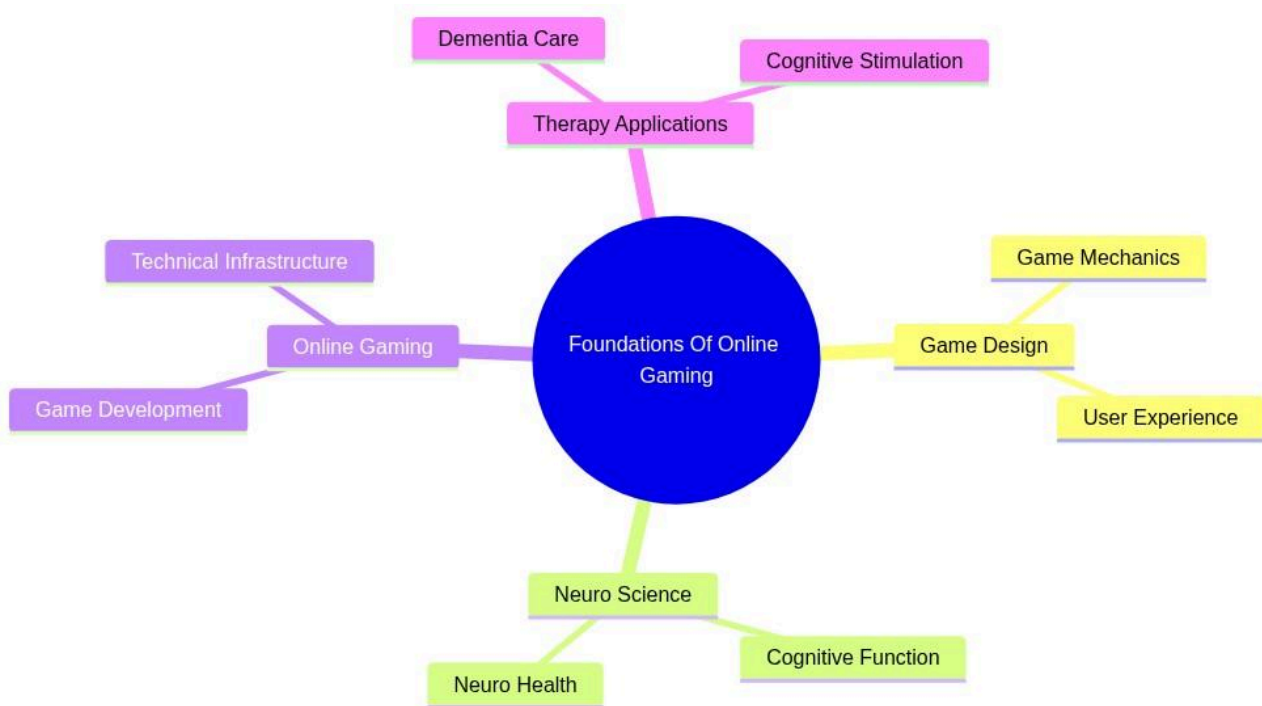 Dementia Care
Cognitive Stimulation
Therapy Applications
Technical Infrastructure
Game Mechanics
Online Gaming
Foundations Of Online
Gaming
Game Design
Game Development
User Experience
Neuro Science
Cognitive Function
Neuro Health